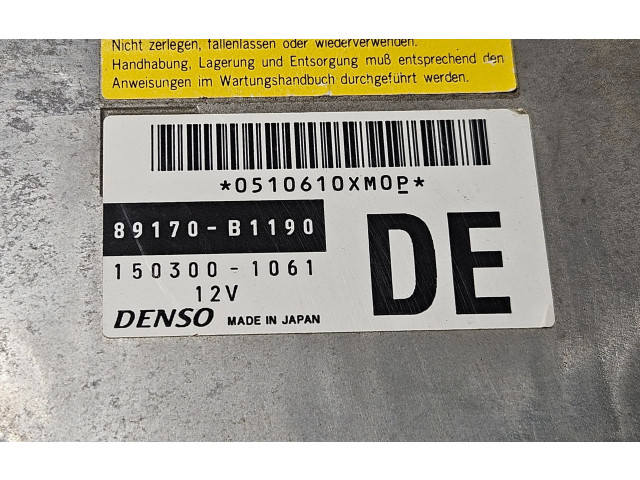 Nicht zerlegen, fallenlassen oder wiederverwenden.
Handhabung, Lagerung und Entsorgung muß entsprechend den
Anweisungen im Wartungshandbuch durchgeführt werden.
*0510610XM0P*
89170-B1190
150300-1061
12V
DENSO MADE IN JAPAN
DE